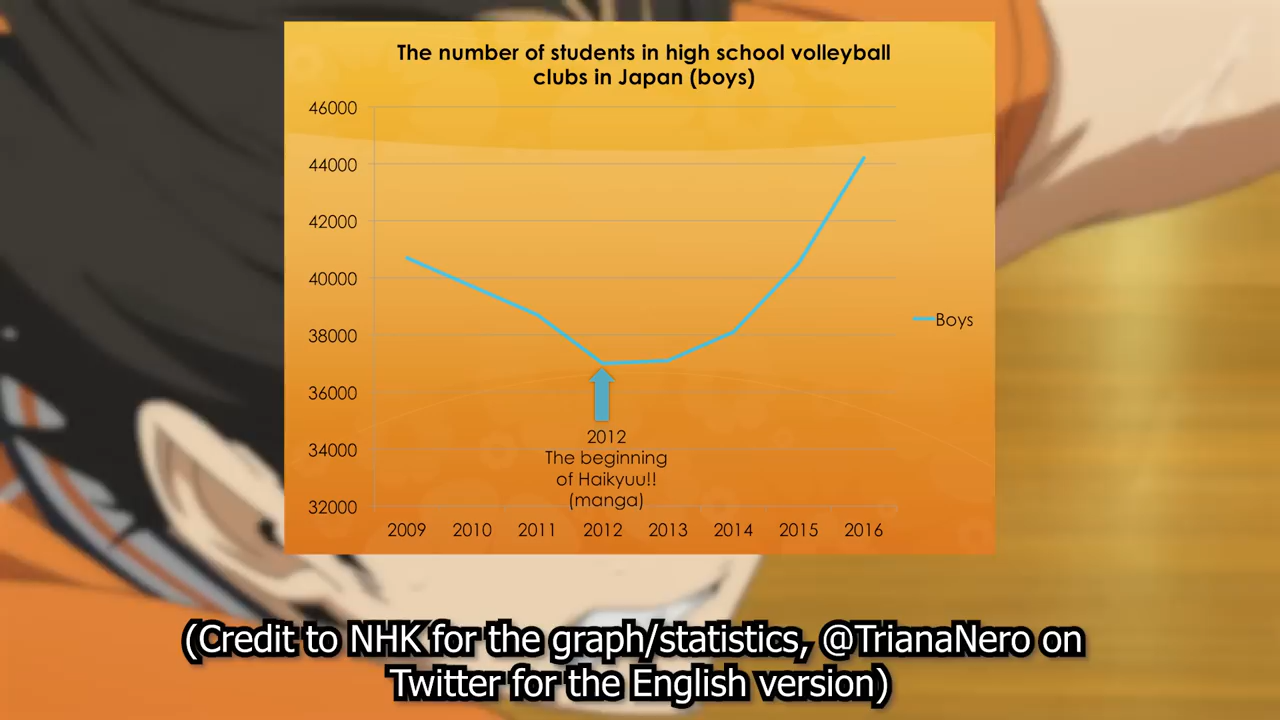 The number of students in high school volleyball
clubs in Japan (boys)
46000
44000
42000
40000
38000
36000
34000
32000
Boys
2012
The beginning
of Haikyuu!!
(manga)
2009 2010 2011 2012 2013 2014 2015 2016
(Credit to NHK for the graph/statistics, @TrianaNero on
Twitter for the English version)